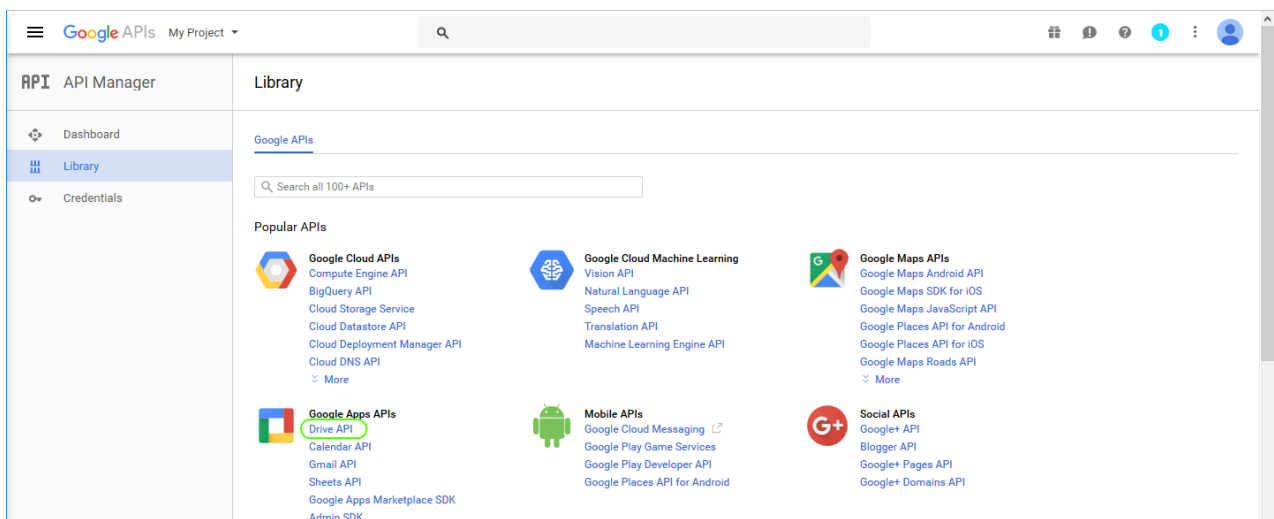 Google APIs My Project
1
API API Manager
Library
Dashboard
Library
Credentials
Google APIs
Search all 100+ APIs
Popular APIs
Google Cloud APIs
Compute Engine API
BigQuery API
Cloud Storage Service
Cloud Datastore API
Cloud Deployment Manager API
Cloud DNS API
More
Google Cloud Machine Learning
Vision API
Natural Language API
Speech API
Translation API
Machine Learning Engine API
Google Maps APIs
Google Maps Android API
Google Maps SDK for iOS
Google Maps JavaScript API
Google Places API for Android
Google Places API for iOS
Google Maps Roads API
More
Google Apps APIs
Drive API
Calendar API
Gmail API
Sheets API
Google Apps Marketplace SDK
Admin SDK
Mobile APIs
Google Cloud Messaging
Google Play Game Services
Google Play Developer API
Google Places API for Android
G+
Social APIs
Google+ API
Blogger API
Google+ Pages API
Google+ Domains API